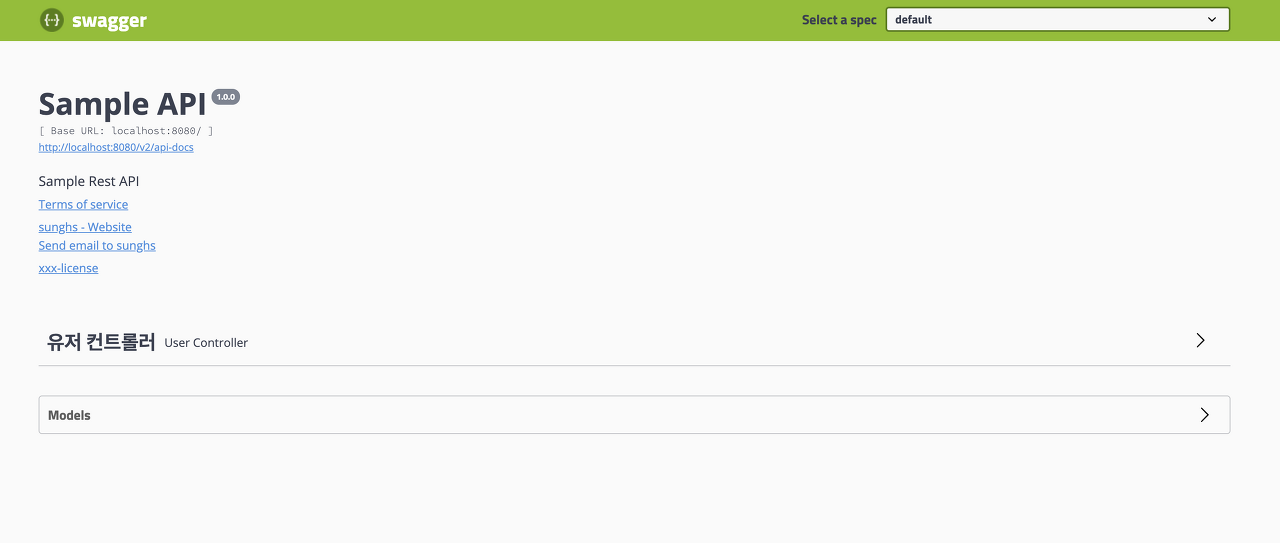 swagger
Select a spec default
Sample API 1.0.0
[ Base URL: localhost:8080/ ]
http://localhost:8080/v2/api-docs
Sample Rest API
Terms of service
sunghs - Website
Send email to sunghs
xxx-license
유저 컨트롤러 User Controller
Models